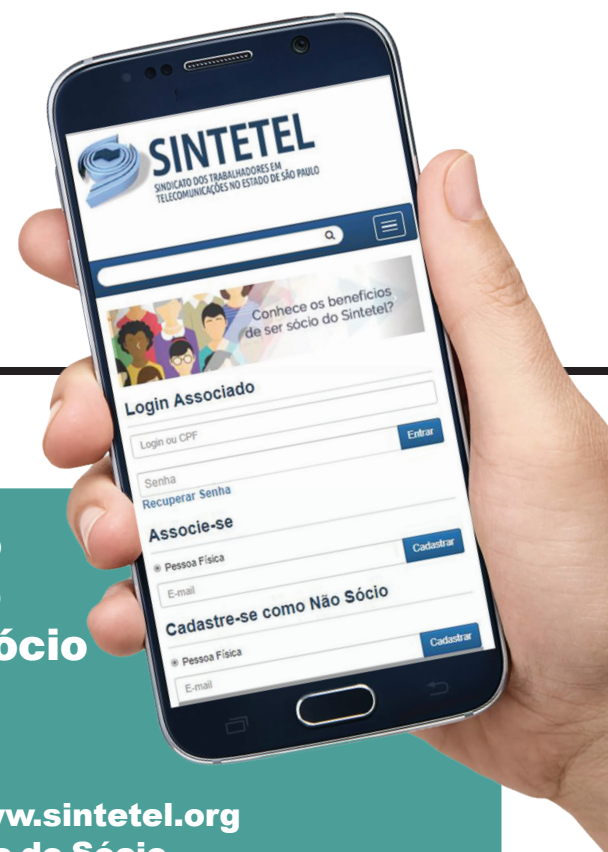 SINTETEL
SINDICATO DOS TRABALHADORES EM
TELECOMUNICAÇÕES NO ESTADO DE SÃO PAULO
Conhece os benefícios
de ser sócio do Sintetel?
Login Associado
Login ou CPF
Senha
Entrar
Recuperar Senha
Associe-se
Pessoa Física
E-mail
Cadastrar
Cadastre-se como Não Sócio
Pessoa Física
E-mail
Cadastrar
ócio
w.sintetel.org
do Sócio